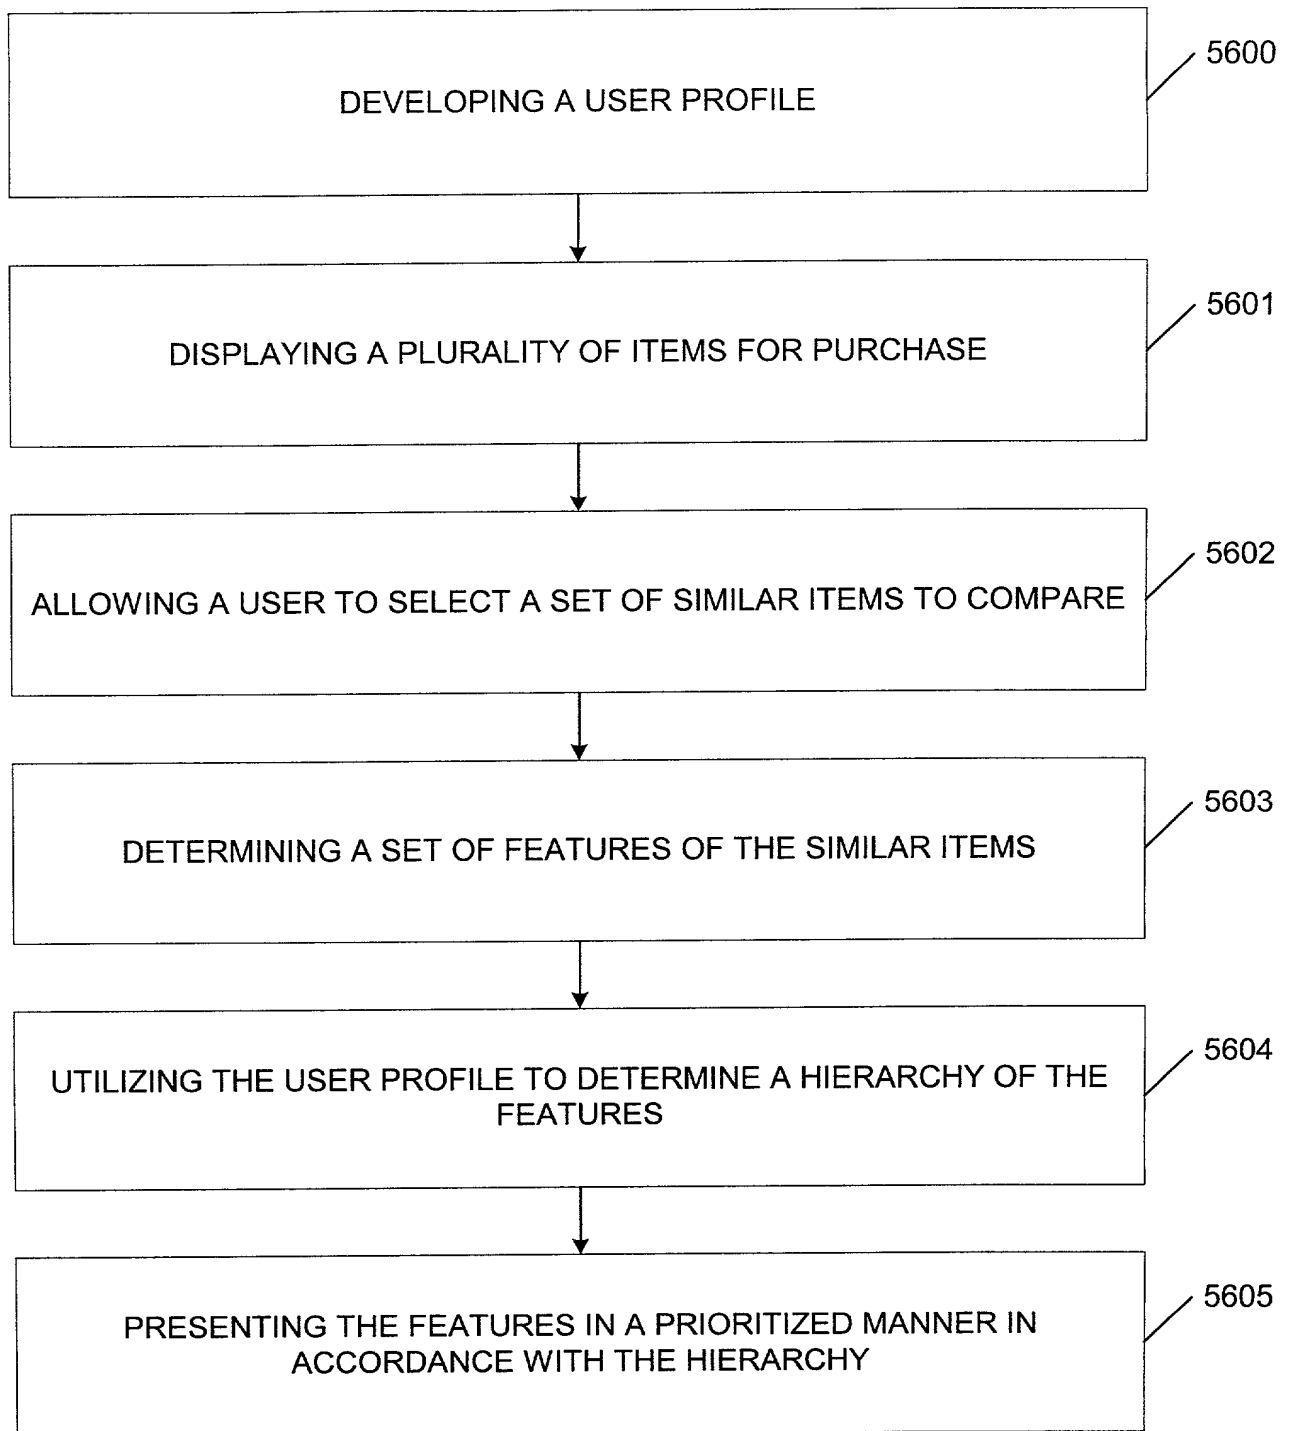 5600
DEVELOPING A USER PROFILE
5601
DISPLAYING A PLURALITY OF ITEMS FOR PURCHASE
5602
ALLOWING A USER TO SELECT A SET OF SIMILAR ITEMS TO COMPARE
5603
DETERMINING A SET OF FEATURES OF THE SIMILAR ITEMS
5604
UTILIZING THE USER PROFILE TO DETERMINE A HIERARCHY OF THE
FEATURES
5605
PRESENTING THE FEATURES IN A PRIORITIZED MANNER IN
ACCORDANCE WITH THE HIERARCHY